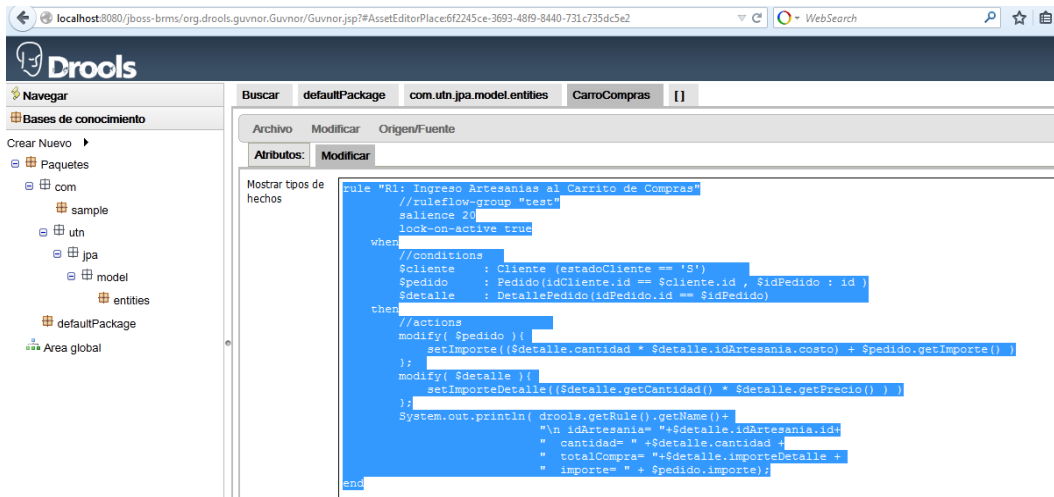 localhost:8080/jboss-brms/org.drools.guvnor.Guvnor/Guvnor.jsp?#AssetEditorPlace:6f2245ce-3693-48f9-8440-731c735dc5e2
WebSearch
Drools
Navegar
Bases de conocimiento
Crear Nuevo
Paquetes
com
sample
utn
jpa
model
entities
defaultPackage
Area global
Buscar defaultPackage com.utn.jpa.model.entities CarroCompras [ ]
Archivo Modificar Origen/Fuente
Atributos: Modificar
Mostrar tipos de
hechos
rule "R1: Ingreso Artesanias al Carrito de Compras"
//ruleflow-group "test"
salience 20
lock-on-active true
when
//conditions
$cliente : Cliente (estadoCliente == 'S')
$pedido : Pedido(idCliente.id == $cliente.id , $idPedido : id )
$detalle : DetallePedido(idPedido.id == $idPedido)
then
//actions
modify( $pedido ){
setImporte(($detalle.cantidad * $detalle.idArtesania.costo) + $pedido.getImporte() )
};
modify( $detalle ){
setImporteDetalle(($detalle.getCantidad() * $detalle.getPrecio() ) )
};
System.out.println( drools.getRule().getName()+
"\n idArtesania= "+$detalle.idArtesania.id+
" cantidad= " +$detalle.cantidad +
" totalCompra= "+$detalle.importeDetalle +
" importe= " + $pedido.importe);
end